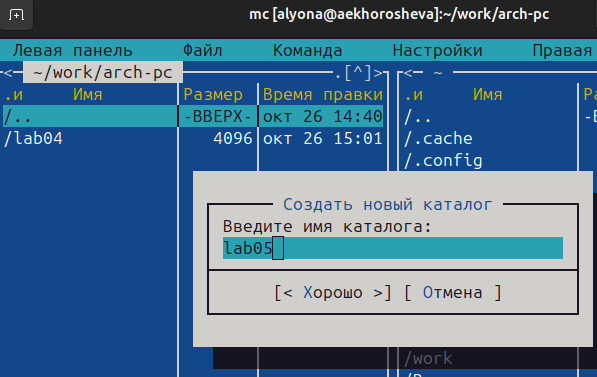 mc [alyona@aekhorosheva]:~/work/arch-pc
Левая панель Файл Команда Настройки Правая
<─ ~/work/arch-pc ─.[^]>
.и Имя Размер Время правки
/.. -ВВЕРХ- окт 26 14:40
/lab04 4096 окт 26 15:01
<─ ~
.и Имя
/..
/.cache
/.config
Создать новый каталог
Введите имя каталога:
lab05
[< Хорошо >] [ Отмена ]
/work